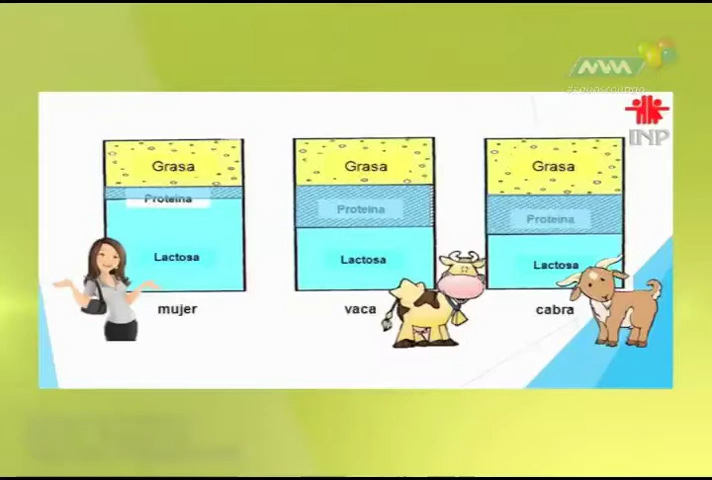 INP
Grasa
Grasa
Grasa
Proteína
Proteína
Proteína
Lactosa
Lactosa
Lactosa
mujer
vaca
cabra